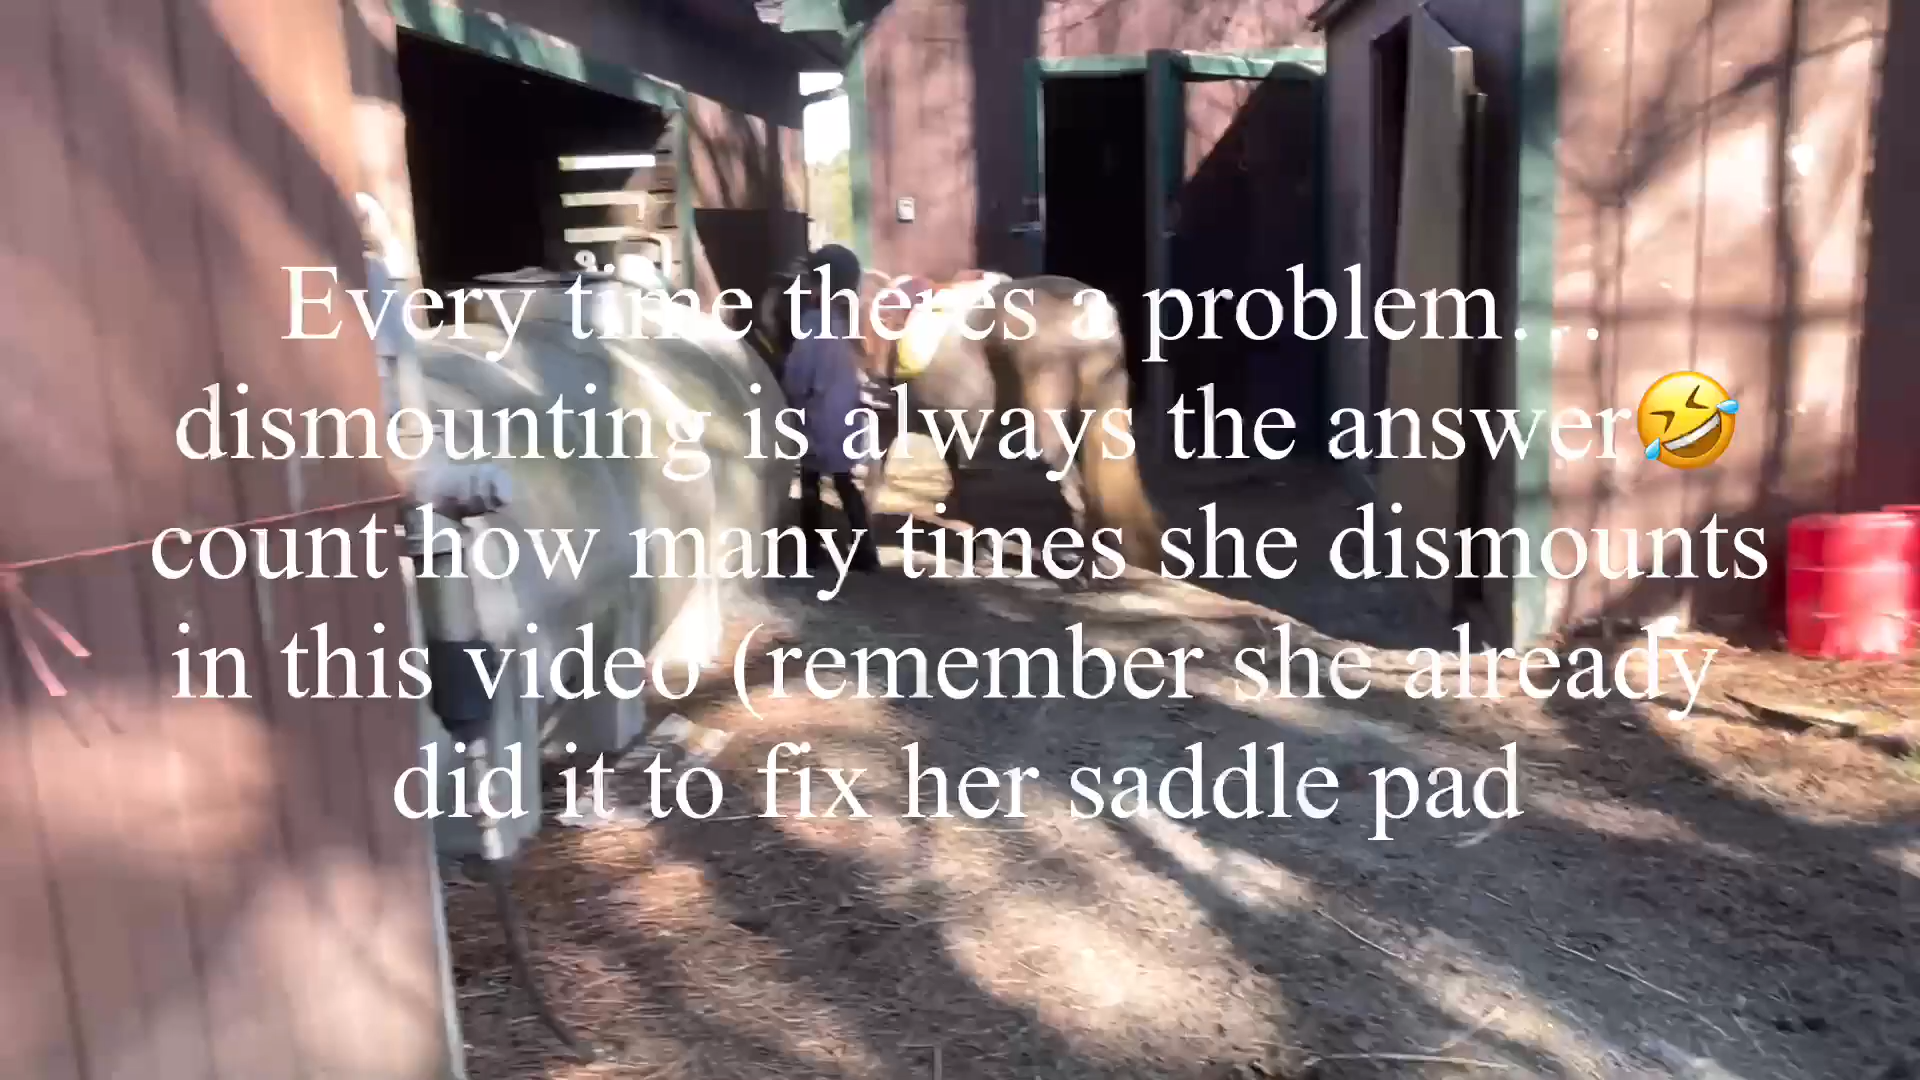 Every time theres a problem…
dismounting is always the answer🤣
count how many times she dismounts
in this video (remember she already
did it to fix her saddle pad